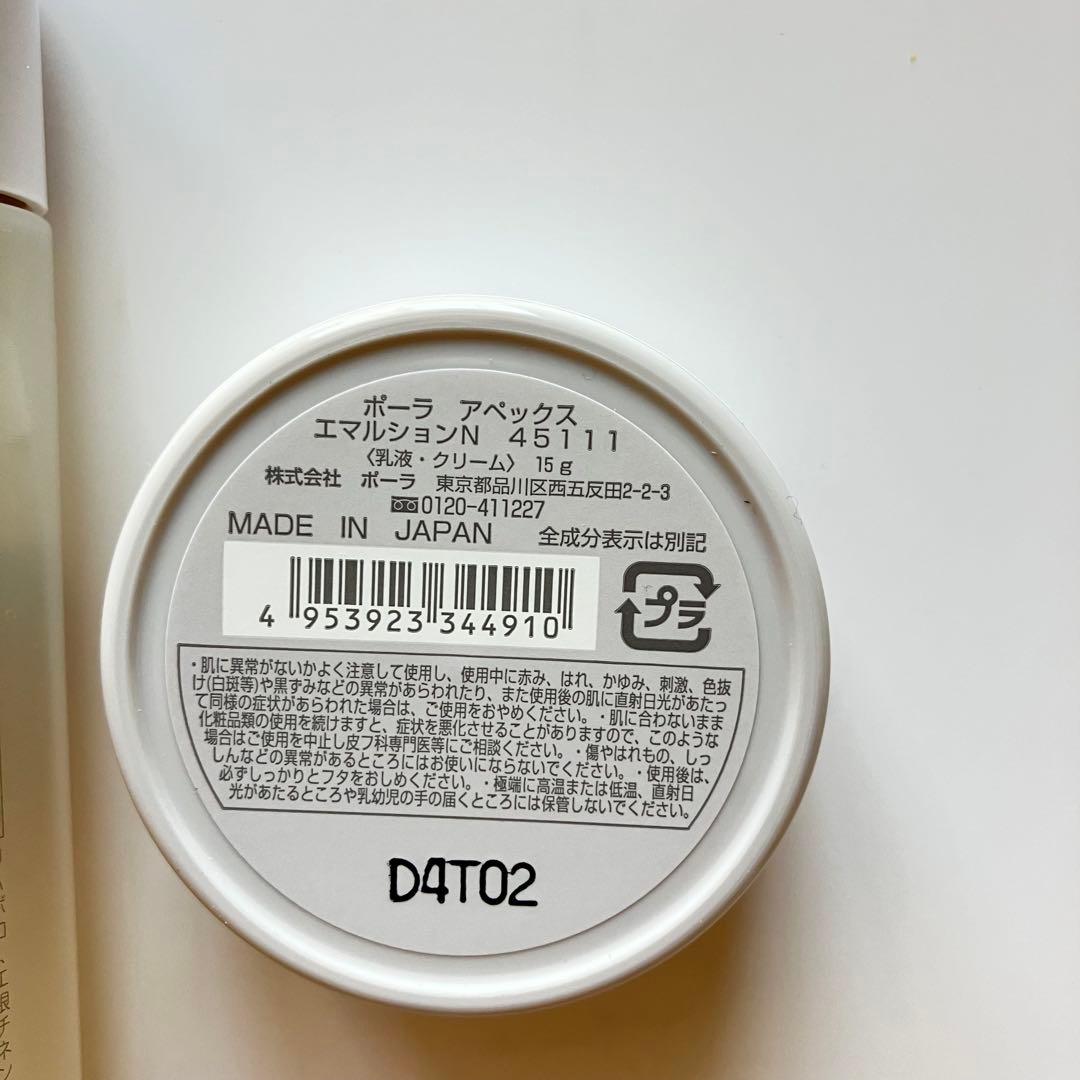 ポーラ アペックス
エマルションN 45111
〈乳液・クリーム〉 15g
株式会社 ポーラ 東京都品川区西五反田2-2-3
0120-411227
MADE IN JAPAN 全成分表示は別記
4 953923 344910
プラ
・肌に異常がないかよく注意して使用し、使用中に赤み、はれ、かゆみ、刺激、色抜
け(白斑等)や黒ずみなどの異常があらわれたり、また使用後の肌に直射日光があたっ
て同様の症状があらわれた場合は、ご使用をおやめください。・肌に合わないまま
化粧品類の使用を続けますと、症状を悪化させることがありますので、このような
場合はご使用を中止し皮フ科専門医等にご相談ください。・傷やはれもの、しっ
しんなどの異常があるところにはお使いにならないでください。・使用後は、
必ずしっかりとフタをおしめください。・極端に高温または低温、直射日
光があたるところや乳幼児の手の届くところには保管しないでください。
D4T02